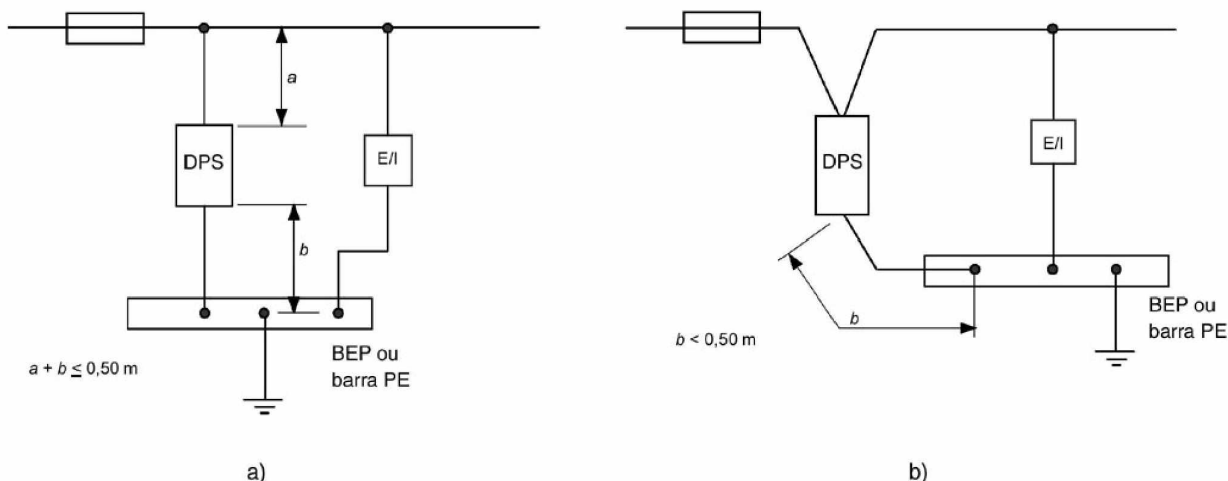 a
DPS
E/I
b
BEP ou
barra PE
a + b ≤ 0,50 m
a)
DPS
E/I
b
BEP ou
barra PE
b < 0,50 m
b)